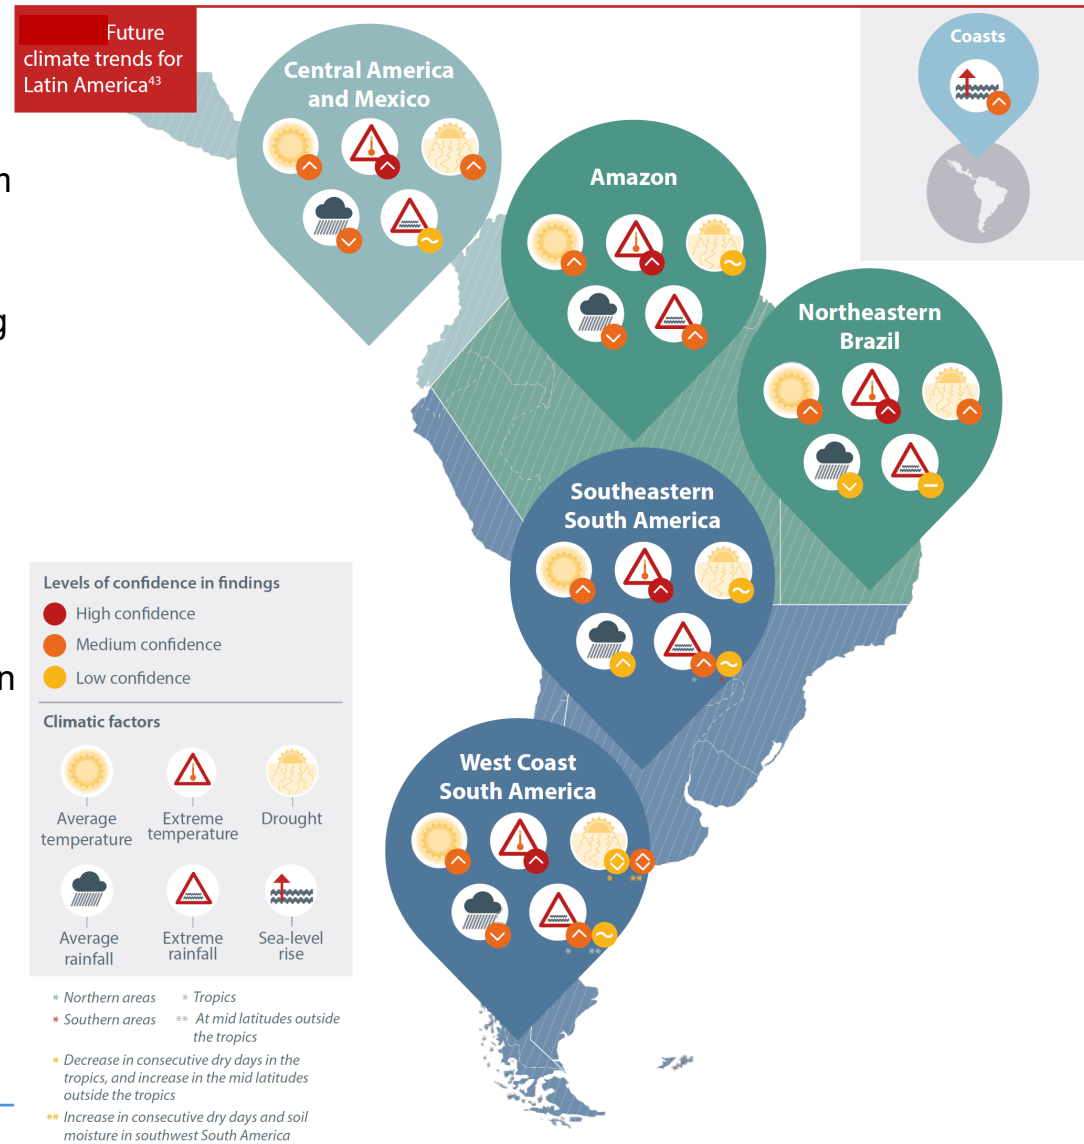 Future
climate trends for
Latin America43
Central America
and Mexico
Coasts
Amazon
Northeastern
Brazil
Southeastern
South America
*
*
West Coast
South America
*
**
*
**
Levels of confidence in findings
High confidence
Medium confidence
Low confidence
Climatic factors
Average
temperature
Extreme
temperature
Drought
Average
rainfall
Extreme
rainfall
Sea-level
rise
* Northern areas
* Tropics
* Southern areas
** At mid latitudes outside
the tropics
* Decrease in consecutive dry days in the
tropics, and increase in the mid latitudes
outside the tropics
** Increase in consecutive dry days and soil
moisture in southwest South America